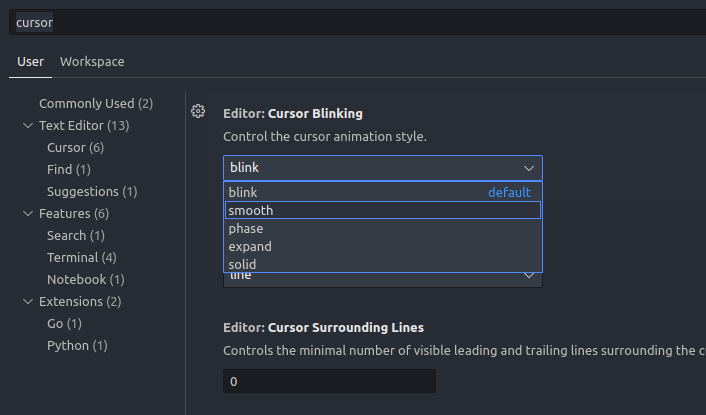 cursor
User Workspace
Commonly Used (2)
Text Editor (13)
Cursor (6)
Find (1)
Suggestions (1)
Features (6)
Search (1)
Terminal (4)
Notebook (1)
Extensions (2)
Go (1)
Python (1)
Editor: Cursor Blinking
Control the cursor animation style.
blink
blink default
smooth
phase
expand
solid
line
Editor: Cursor Surrounding Lines
Controls the minimal number of visible leading and trailing lines surrounding the
0